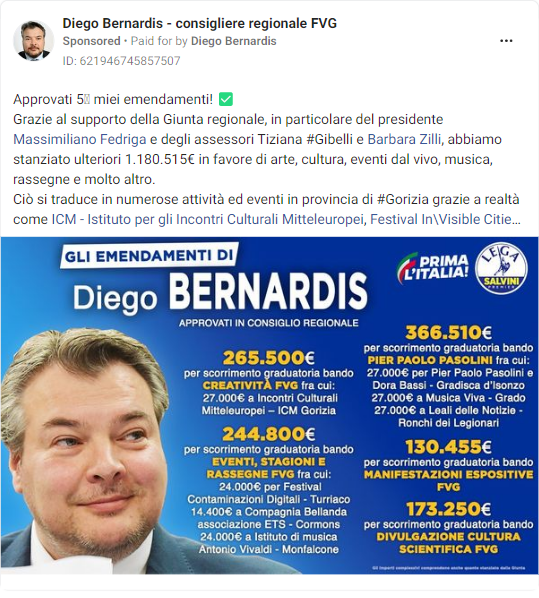 Diego Bernardis - consigliere regionale FVG
Sponsored • Paid for by Diego Bernardis
ID: 621946745857507
Approvati 5 miei emendamenti! ✅
Grazie al supporto della Giunta regionale, in particolare del presidente
Massimiliano Fedriga e degli assessori Tiziana #Gibelli e Barbara Zilli, abbiamo
stanziato ulteriori 1.180.515€ in favore di arte, cultura, eventi dal vivo, musica,
rassegne e molto altro.
Ciò si traduce in numerose attività ed eventi in provincia di #Gorizia grazie a realtà
come ICM - Istituto per gli Incontri Culturali Mitteleuropei, Festival In\Visible Citie...
GLI EMENDAMENTI DI
Diego BERNARDIS
APPROVATI IN CONSIGLIO REGIONALE
PRIMA
L'ITALIA!
LEGA
SALVINI
PREMIER
265.500€
per scorrimento graduatoria bando
CREATIVITÀ FVG fra cui:
27.000€ a Incontri Culturali
Mitteleuropei – ICM Gorizia
244.800€
per scorrimento graduatoria bando
EVENTI, STAGIONI E
RASSEGNE FVG fra cui:
24.000€ per Festival
Contaminazioni Digitali - Turriaco
14.400€ a Compagnia Bellanda
associazione ETS - Cormons
24.000€ a Istituto di musica
Antonio Vivaldi - Monfalcone
366.510€
per scorrimento graduatoria bando
PIER PAOLO PASOLINI fra cui:
27.000€ per Pier Paolo Pasolini e
Dora Bassi - Gradisca d'Isonzo
27.000€ a Musica Viva - Grado
27.000€ a Leali delle Notizie -
Ronchi dei Legionari
130.455€
per scorrimento graduatoria bando
MANIFESTAZIONI ESPOSITIVE
FVG
173.250€
per scorrimento graduatoria bando
DIVULGAZIONE CULTURA
SCIENTIFICA FVG
Gli importi complessivi comprendono anche quanto stanziato dalla Giunta